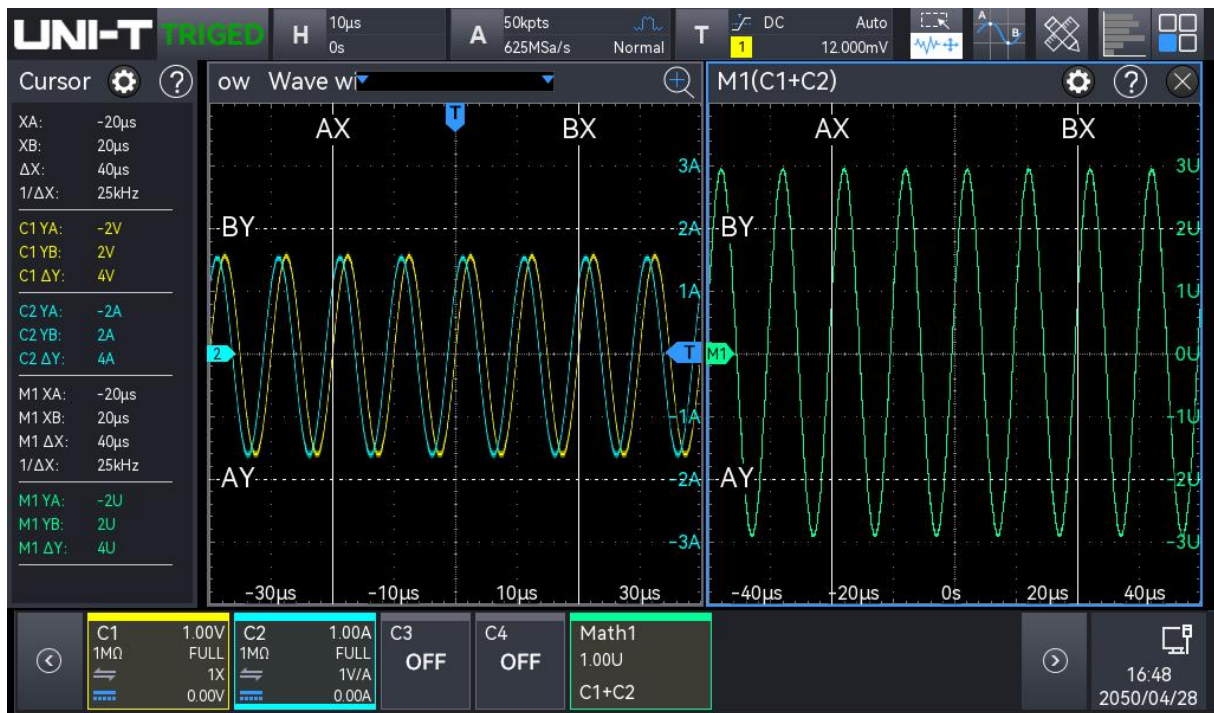 UNI-T TRIGED H 10μs 0s A 50kpts 625MSa/s Normal T DC 1 Auto 12.000mV A B
Cursor ?
XA: -20μs
XB: 20μs
ΔX: 40μs
1/ΔX: 25kHz
C1 YA: -2V
C1 YB: 2V
C1 ΔY: 4V
C2 YA: -2A
C2 YB: 2A
C2 ΔY: 4A
M1 XA: -20μs
M1 XB: 20μs
M1 ΔX: 40μs
1/ΔX: 25kHz
M1 YA: -2U
M1 YB: 2U
M1 ΔY: 4U
ow Wave wi
T
AX BX
3A
BY 2A
1A
2 T
-1A
AY -2A
-3A
-30μs -10μs 10μs 30μs
M1(C1+C2) ?
AX BX
3U
BY 2U
1U
M1 0U
-1U
AY -2U
-3U
-40μs -20μs 0s 20μs 40μs
C1 1.00V
1MΩ FULL
1X
0.00V
C2 1.00A
1MΩ FULL
1V/A
0.00A
C3
OFF
C4
OFF
Math1
1.00U
C1+C2
16:48
2050/04/28